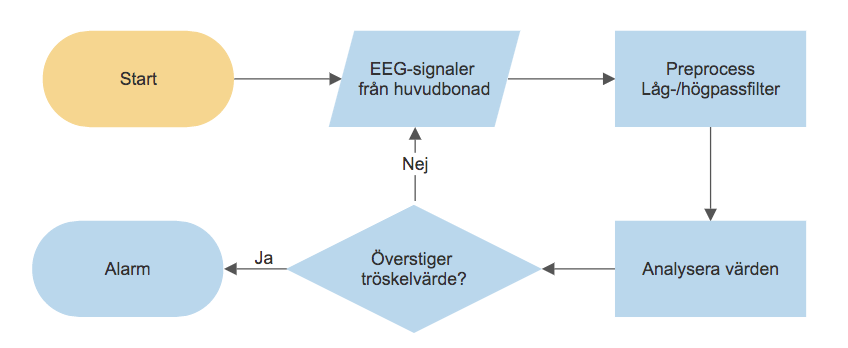 Start
EEG-signaler
från huvudbonad
Preprocess
Låg-/högpassfilter
Nej
Alarm
Ja
Överstiger
tröskelvärde?
Analysera värden